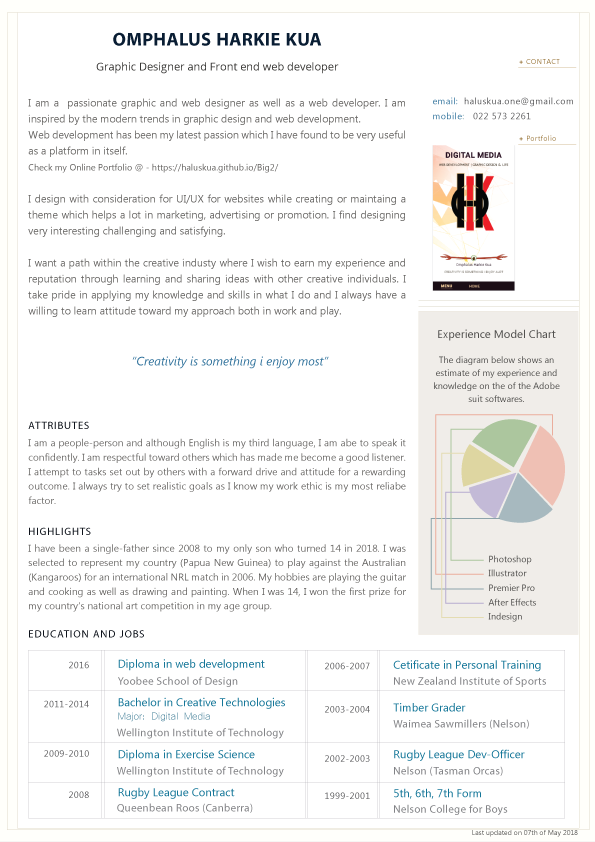 OMPHALUS HARKIE KUA
Graphic Designer and Front end web developer
+ CONTACT
email: haluskua.one@gmail.com
mobile: 022 573 2261
+ Portfolio
DIGITAL MEDIA
Omphalus Harkie Kua
MENU HOME
I am a passionate graphic and web designer as well as a web developer. I am
inspired by the modern trends in graphic design and web development.
Web development has been my latest passion which I have found to be very useful
as a platform in itself.
Check my Online Portfolio @ - https://haluskua.github.io/Big2/
I design with consideration for UI/UX for websites while creating or maintaing a
theme which helps a lot in marketing, advertising or promotion. I find designing
very interesting challenging and satisfying.
I want a path within the creative industy where I wish to earn my experience and
reputation through learning and sharing ideas with other creative individuals. I
take pride in applying my knowledge and skills in what I do and I always have a
willing to learn attitude toward my approach both in work and play.
"Creativity is something i enjoy most"
Experience Model Chart
The diagram below shows an
estimate of my experience and
knowledge on the of the Adobe
suit softwares.
Photoshop
Illustrator
Premier Pro
After Effects
Indesign
ATTRIBUTES
I am a people-person and although English is my third language, I am abe to speak it
confidently. I am respectful toward others which has made me become a good listener.
I attempt to tasks set out by others with a forward drive and attitude for a rewarding
outcome. I always try to set realistic goals as I know my work ethic is my most reliabe
factor.
HIGHLIGHTS
I have been a single-father since 2008 to my only son who turned 14 in 2018. I was
selected to represent my country (Papua New Guinea) to play against the Australian
(Kangaroos) for an international NRL match in 2006. My hobbies are playing the guitar
and cooking as well as drawing and painting. When I was 14, I won the first prize for
my country's national art competition in my age group.
EDUCATION AND JOBS
2016 Diploma in web development
Yoobee School of Design
2011-2014 Bachelor in Creative Technologies
Major: Digital Media
Wellington Institute of Technology
2009-2010 Diploma in Exercise Science
Wellington Institute of Technology
2008 Rugby League Contract
Queenbean Roos (Canberra)
2006-2007 Cetificate in Personal Training
New Zealand Institute of Sports
2003-2004 Timber Grader
Waimea Sawmillers (Nelson)
2002-2003 Rugby League Dev-Officer
Nelson (Tasman Orcas)
1999-2001 5th, 6th, 7th Form
Nelson College for Boys
Last updated on 07th of May 2018